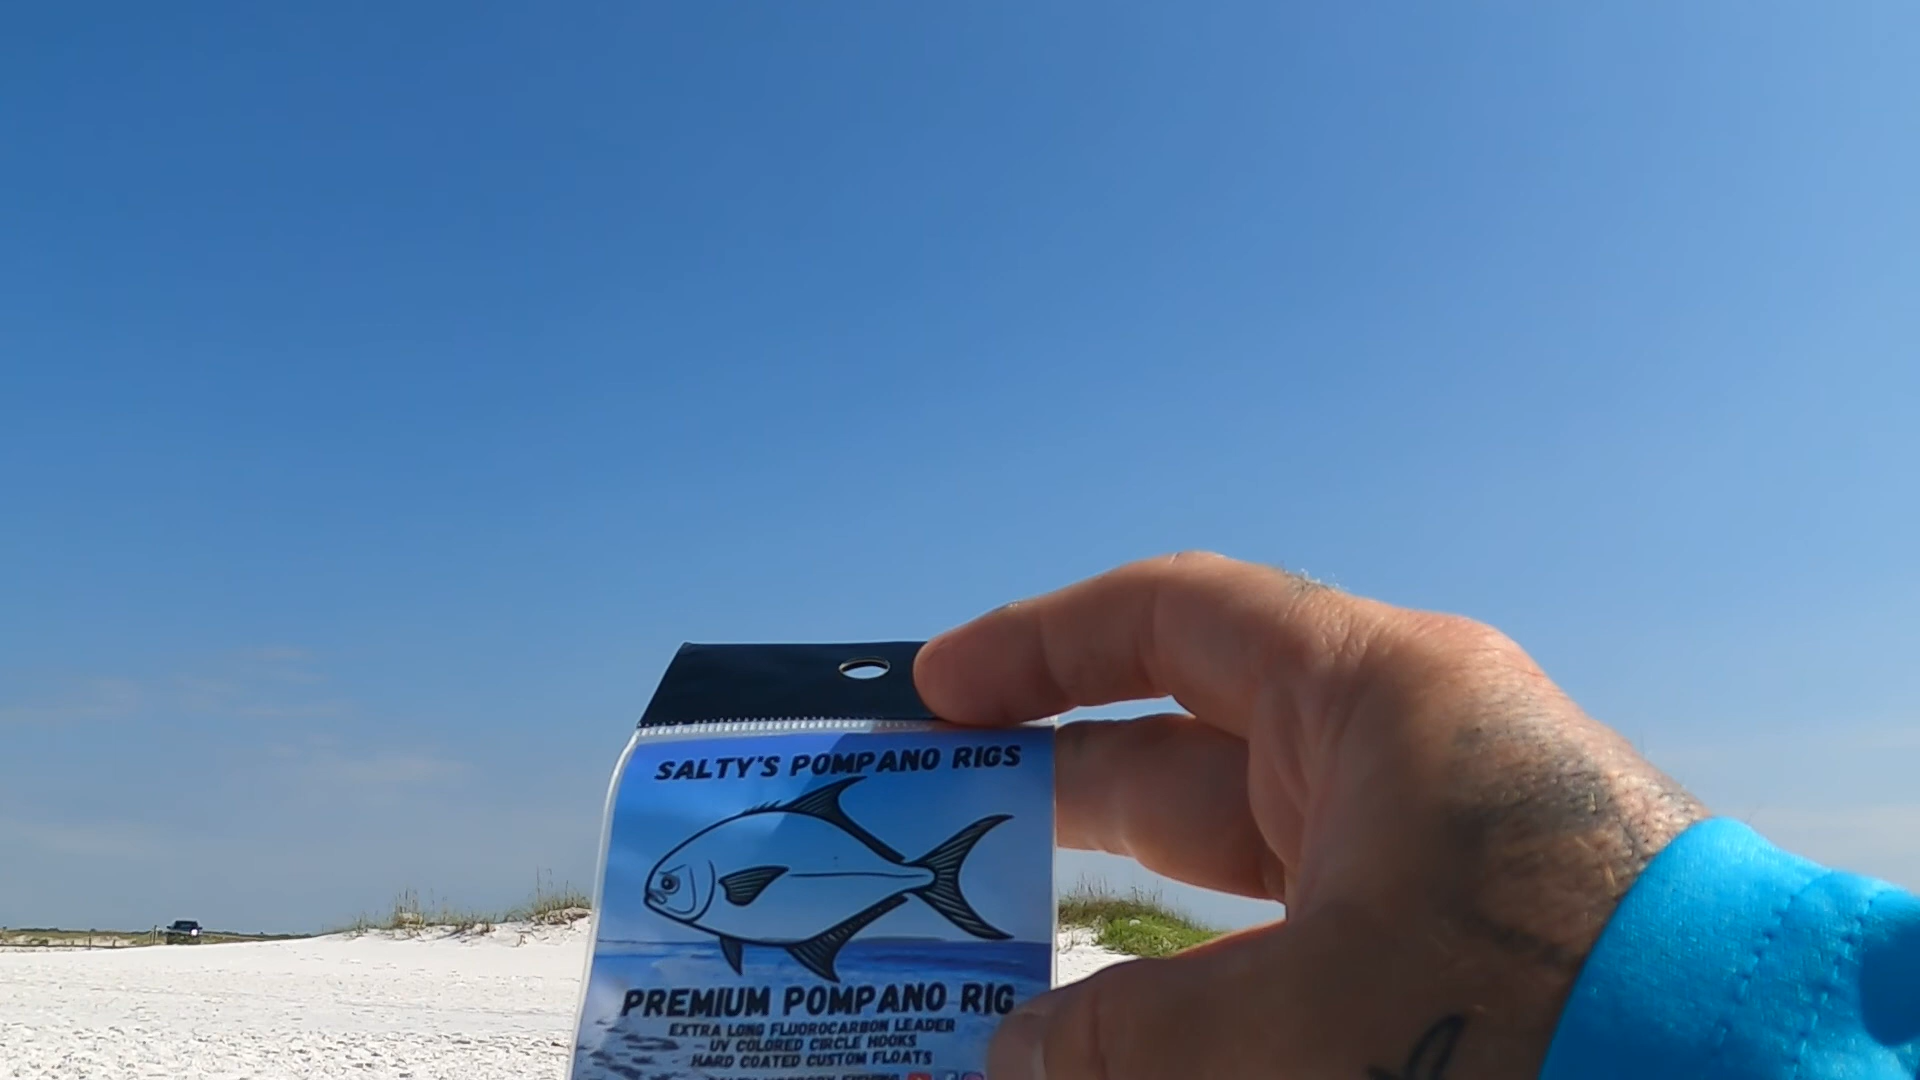 SALTY'S POMPANO RIGS
PREMIUM POMPANO RIG
EXTRA LONG FLUOROCARBON LEADER
UV COLORED CIRCLE HOOKS
HARD COATED CUSTOM FLOATS